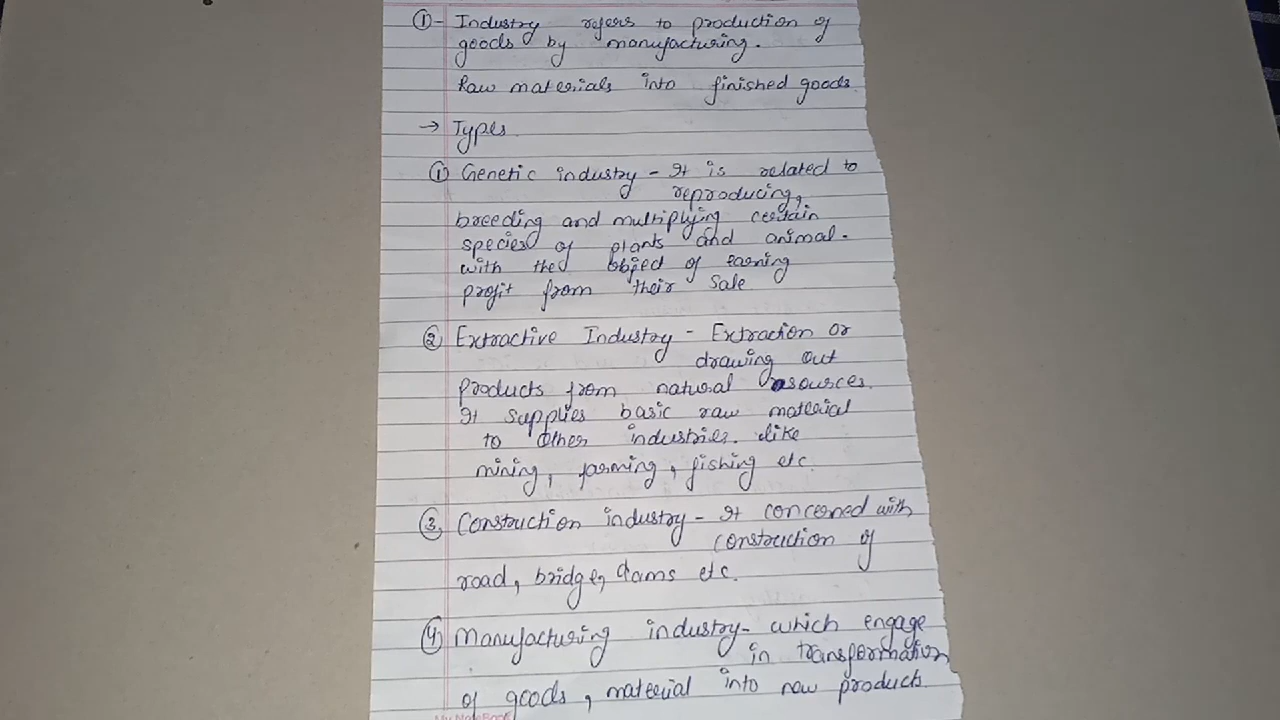 ①- Industry refers to production of
goods by manufacturing.
Raw materials into finished goods.
→ Types.
① Genetic industry - It is related to
reproducing,
breeding and multiplying certain
species of plants and animal.
with the object of earning
profit from their sale
② Extractive Industry - Extraction or
drawing out
products from natural resources.
It supplies basic raw material
to other industries. like
mining, farming, fishing etc.
③ Construction industry - It concerned with
construction of
road, bridge, dams etc.
④ Manufacturing industry - which engage
in transformation
of goods, material into new products.
My NoteBook